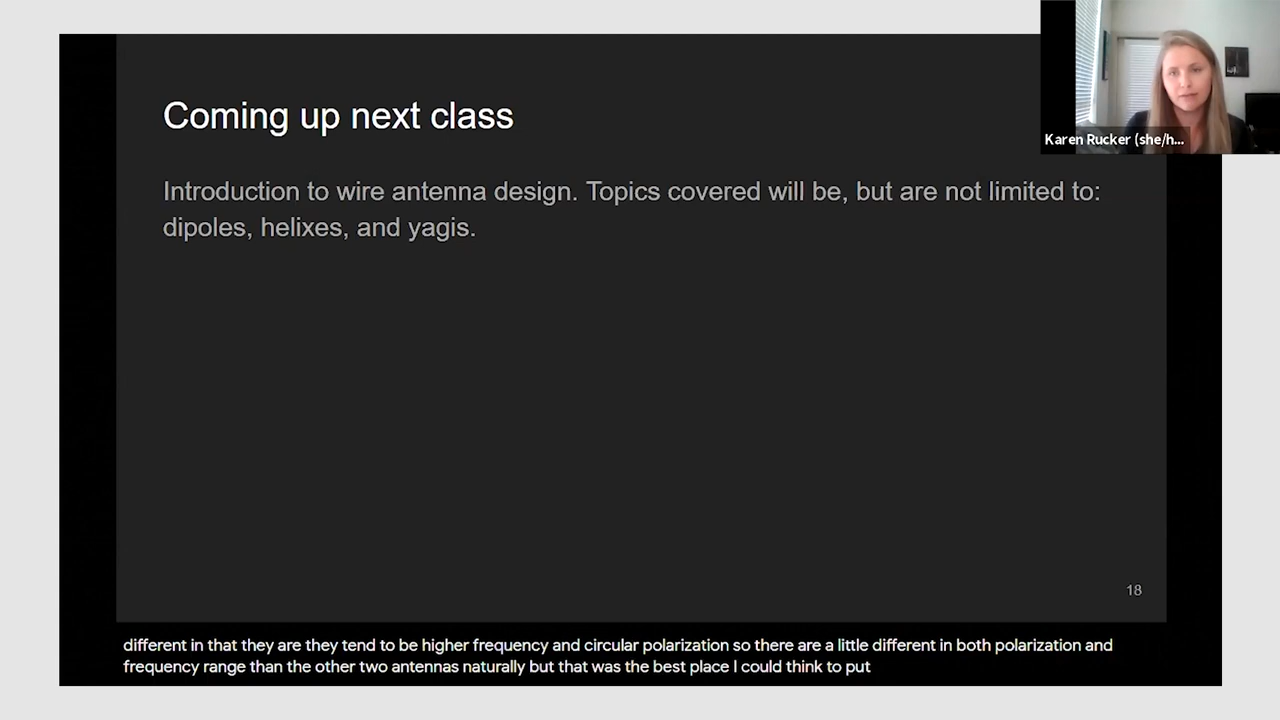 Coming up next class
Karen Rucker (she/h...
Introduction to wire antenna design. Topics covered will be, but are not limited to:
dipoles, helixes, and yagis.
18
different in that they are they tend to be higher frequency and circular polarization so there are a little different in both polarization and
frequency range than the other two antennas naturally but that was the best place I could think to put